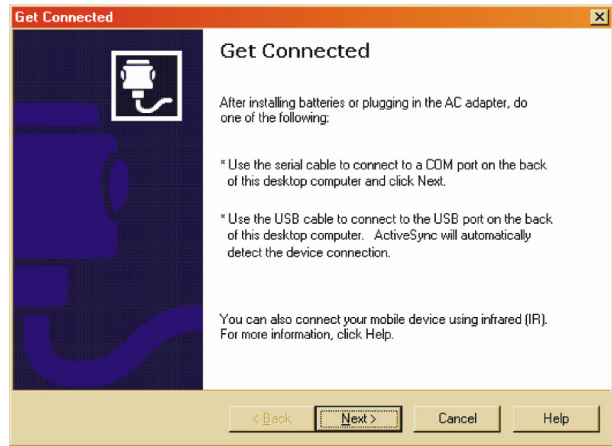 Get Connected
Get Connected
After installing batteries or plugging in the AC adapter, do
one of the following:
* Use the serial cable to connect to a COM port on the back
of this desktop computer and click Next.
* Use the USB cable to connect to the USB port on the back
of this desktop computer. ActiveSync will automatically
detect the device connection.
You can also connect your mobile device using infrared (IR).
For more information, click Help.
< Back Next > Cancel Help